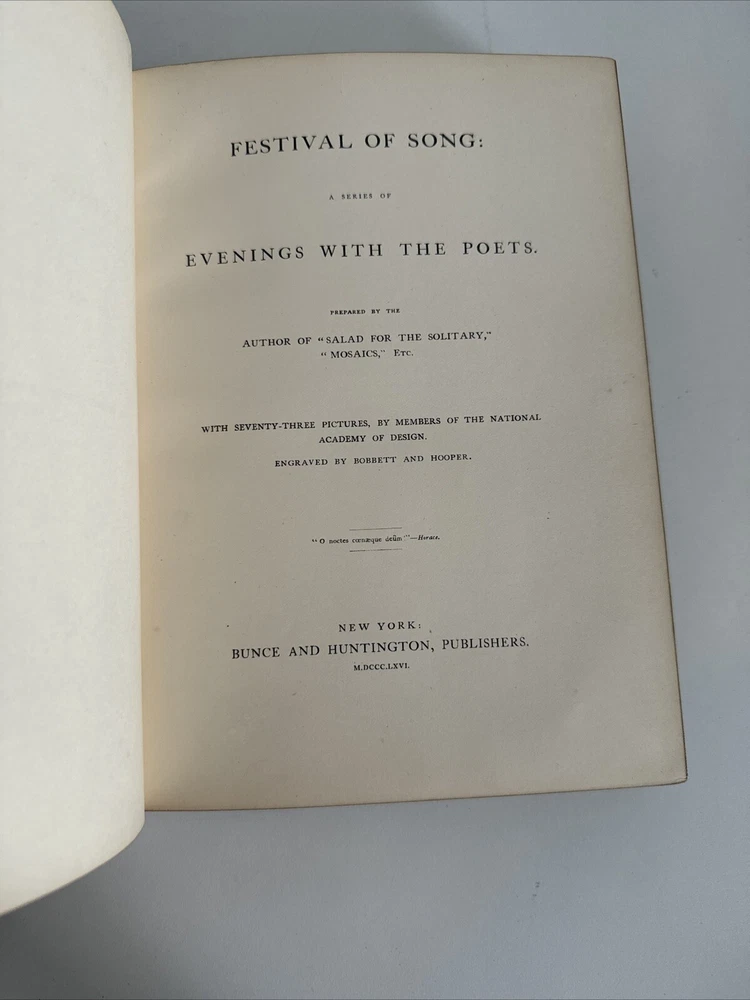 FESTIVAL OF SONG:
A SERIES OF
EVENINGS WITH THE POETS.
PREPARED BY THE
AUTHOR OF "SALAD FOR THE SOLITARY,"
"MOSAICS," Etc.
WITH SEVENTY-THREE PICTURES, BY MEMBERS OF THE NATIONAL
ACADEMY OF DESIGN.
ENGRAVED BY BOBBETT AND HOOPER.
"O noctes cœnæque deûm!"—Horace.
NEW YORK:
BUNCE AND HUNTINGTON, PUBLISHERS.
M.DCCC.LXVI.